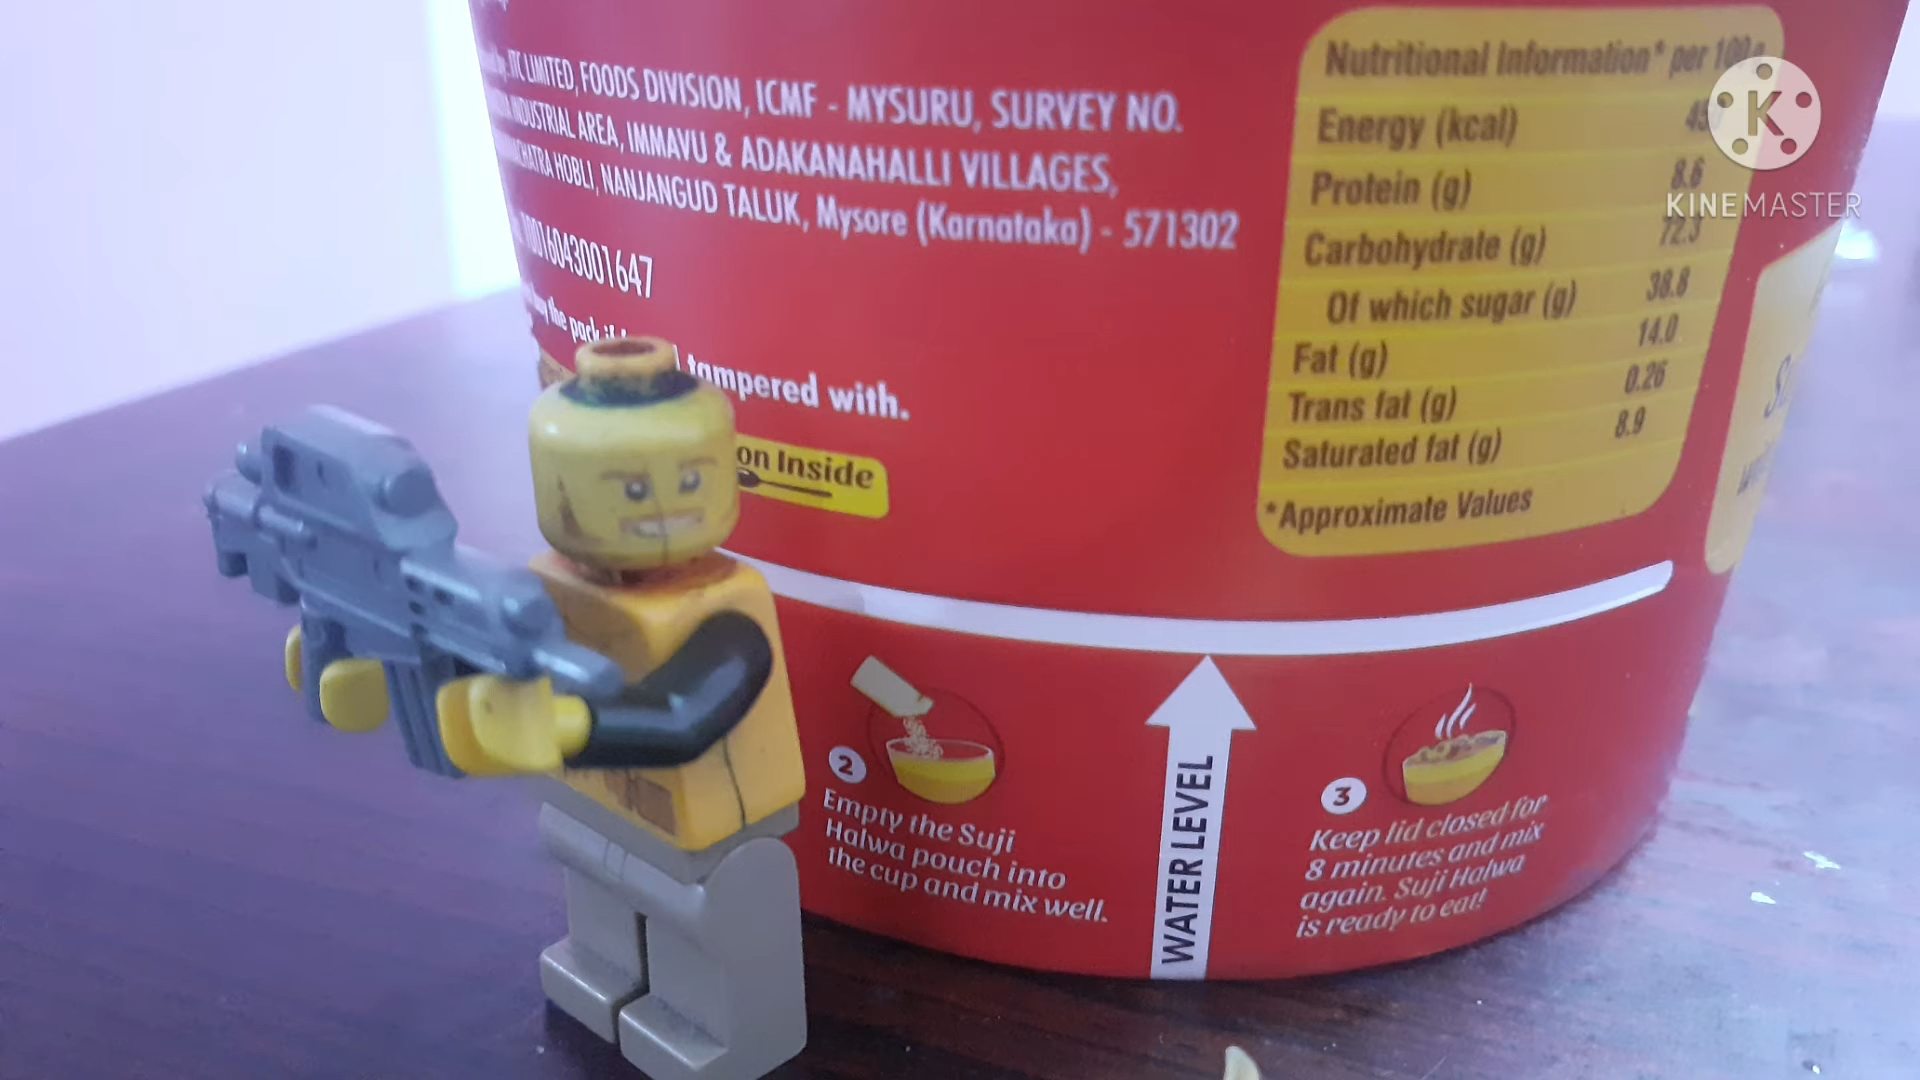 ITC LIMITED, FOODS DIVISION, ICMF - MYSURU, SURVEY NO.
INDUSTRIAL AREA, IMMAVU & ADAKANAHALLI VILLAGES,
HOBLI, NANJANGUD TALUK, Mysore (Karnataka) - 571302
10016043001647
the pack
tampered with.
on Inside
Nutritional Information* per 100g
Energy (kcal)
Protein (g) 8.6
Carbohydrate (g) 72.3
Of which sugar (g) 38.8
Fat (g) 14.0
Trans fat (g) 0.26
Saturated fat (g) 8.9
*Approximate Values
K
KINEMASTER
2
Empty the Suji
Halwa pouch into
the cup and mix well.
WATER LEVEL
3
Keep lid closed for
8 minutes and mix
again. Suji Halwa
is ready to eat!